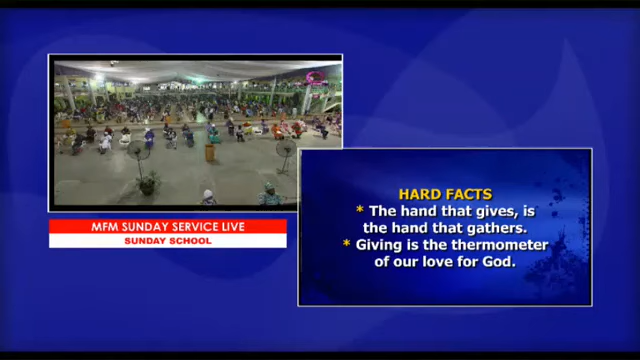 MFM SUNDAY SERVICE LIVE
SUNDAY SCHOOL
HARD FACTS
* The hand that gives, is
the hand that gathers.
* Giving is the thermometer
of our love for God.